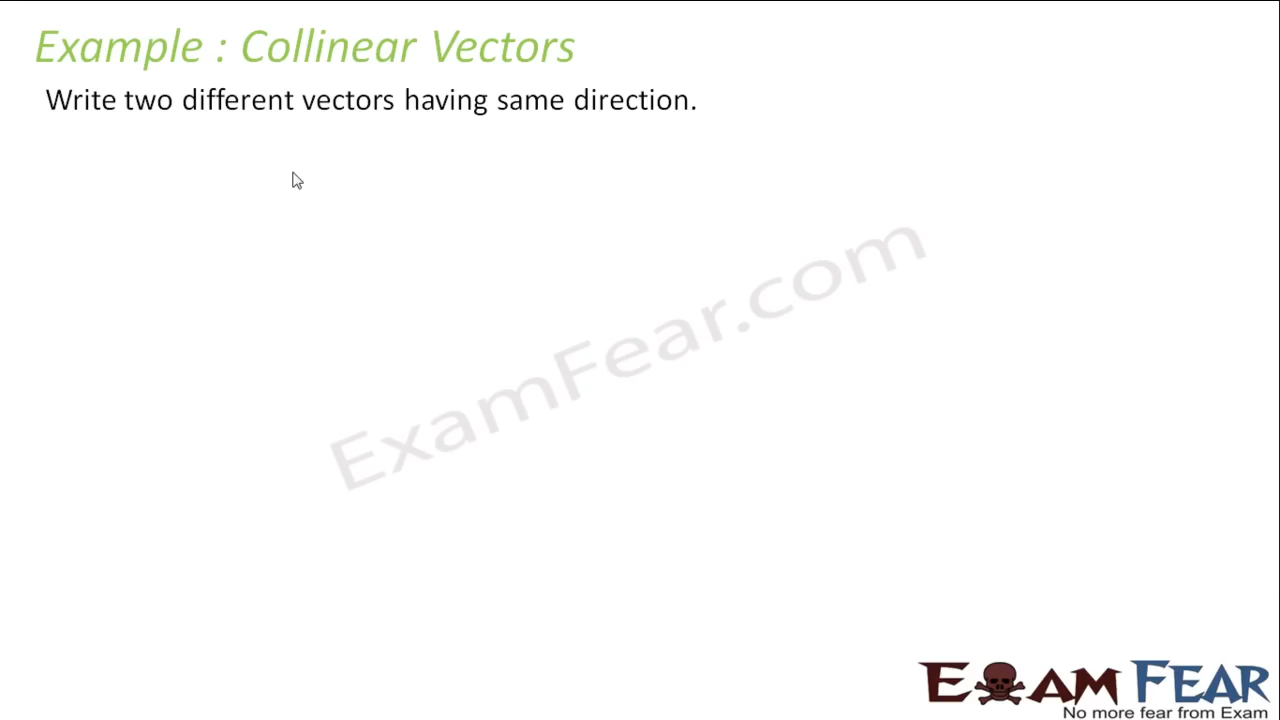 Example : Collinear Vectors
Write two different vectors having same direction.
ExamFear.com
EXAM FEAR
No more fear from Exam